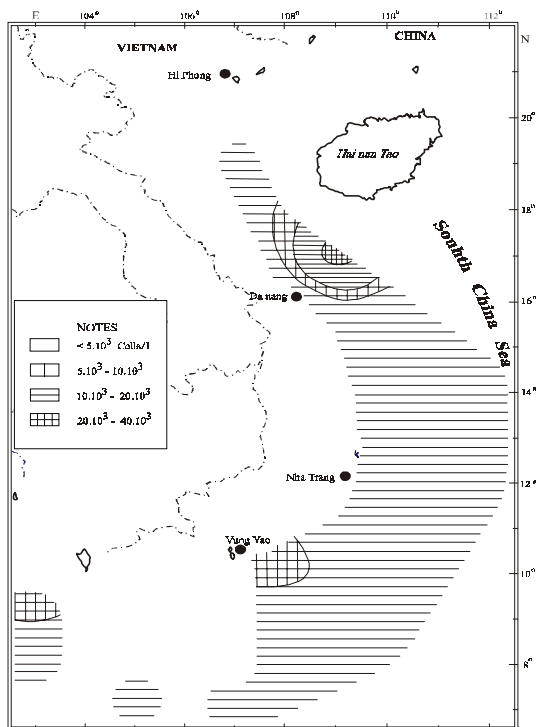 E 104° 106° 108° 110° 112°
N
VIETNAM
CHINA
Hi Phong
20°
Hai nan Tao
18°
South China Sea
Da nang
16°
NOTES
< 5.10³ Cells/l
5.10³ - 10.10³
10.10³ - 20.10³
20.10³ - 40.10³
14°
Nha Trang
12°
Vung Yao
10°
8°